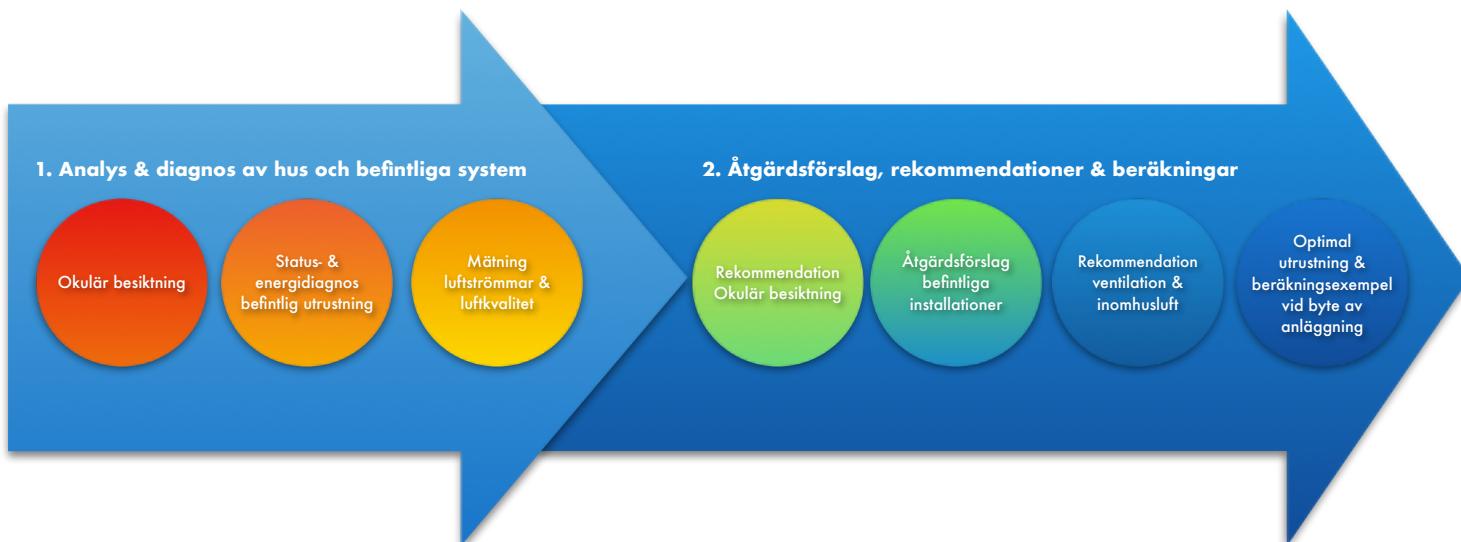 1. Analys & diagnos av hus och befintliga system
Okulär besiktning
Status- &
energidiagnos
befintlig utrustning
Mätning
luftströmmar &
luftkvalitet
2. Åtgärdsförslag, rekommendationer & beräkningar
Rekommendation
Okulär besiktning
Åtgärdsförslag
befintliga
installationer
Rekommendation
ventilation &
inomhusluft
Optimal
utrustning &
beräkningsexempel
vid byte av
anläggning